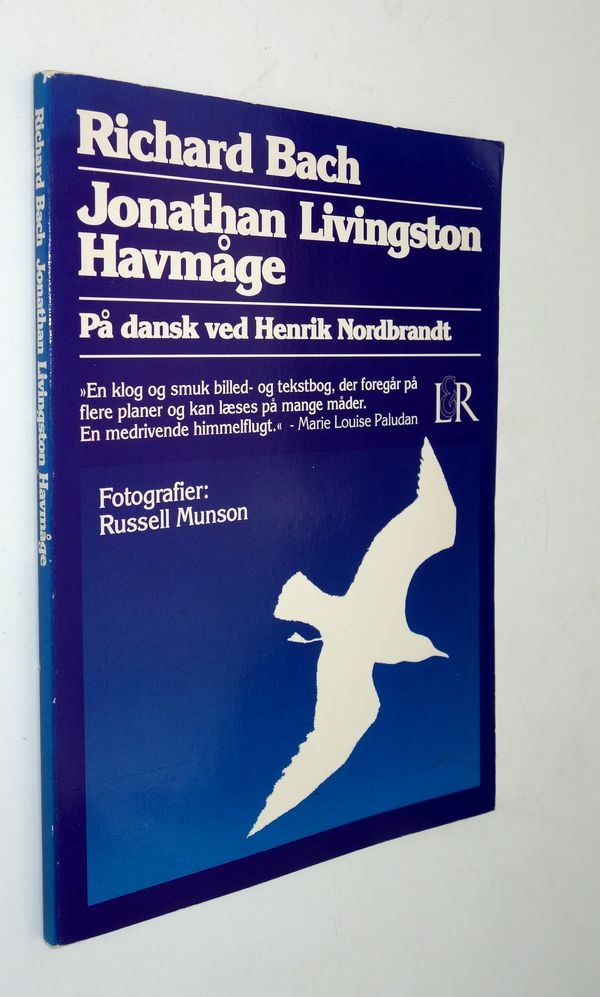 Richard Bach
Jonathan Livingston
Havmåge
På dansk ved Henrik Nordbrandt
»En klog og smuk billed- og tekstbog, der foregår på
flere planer og kan læses på mange måder.
En medrivende himmelflugt.« - Marie Louise Paludan
L&R
Fotografier:
Russell Munson
Richard Bach Jonathan Livingston Havmåge